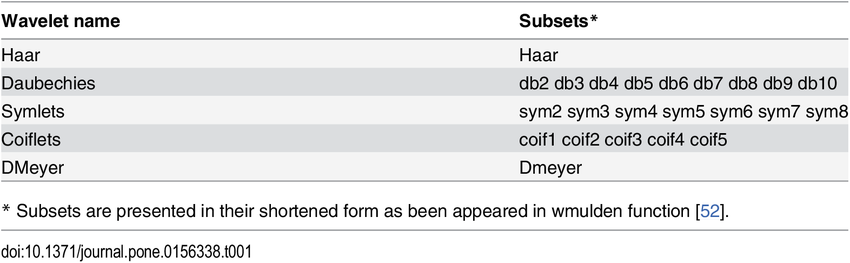 Wavelet name Subsets*
Haar Haar
Daubechies db2 db3 db4 db5 db6 db7 db8 db9 db10
Symlets sym2 sym3 sym4 sym5 sym6 sym7 sym8
Coiflets coif1 coif2 coif3 coif4 coif5
DMeyer Dmeyer
* Subsets are presented in their shortened form as been appeared in wmulden function [52].
doi:10.1371/journal.pone.0156338.t001